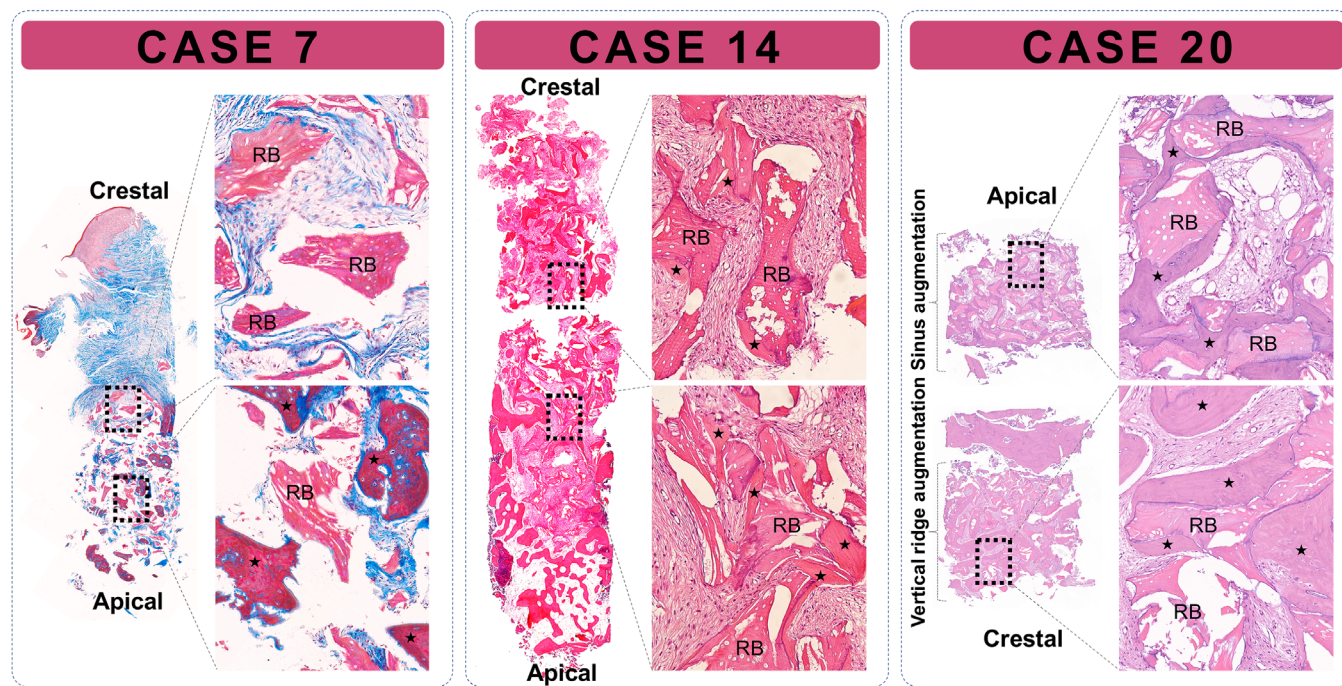 CASE 7
Crestal
RB
RB
RB
RB
Apical
CASE 14
Crestal
RB
RB
RB
RB
Apical
CASE 20
Apical
Sinus augmentation
Vertical ridge augmentation
Crestal
RB
RB
RB
RB
RB